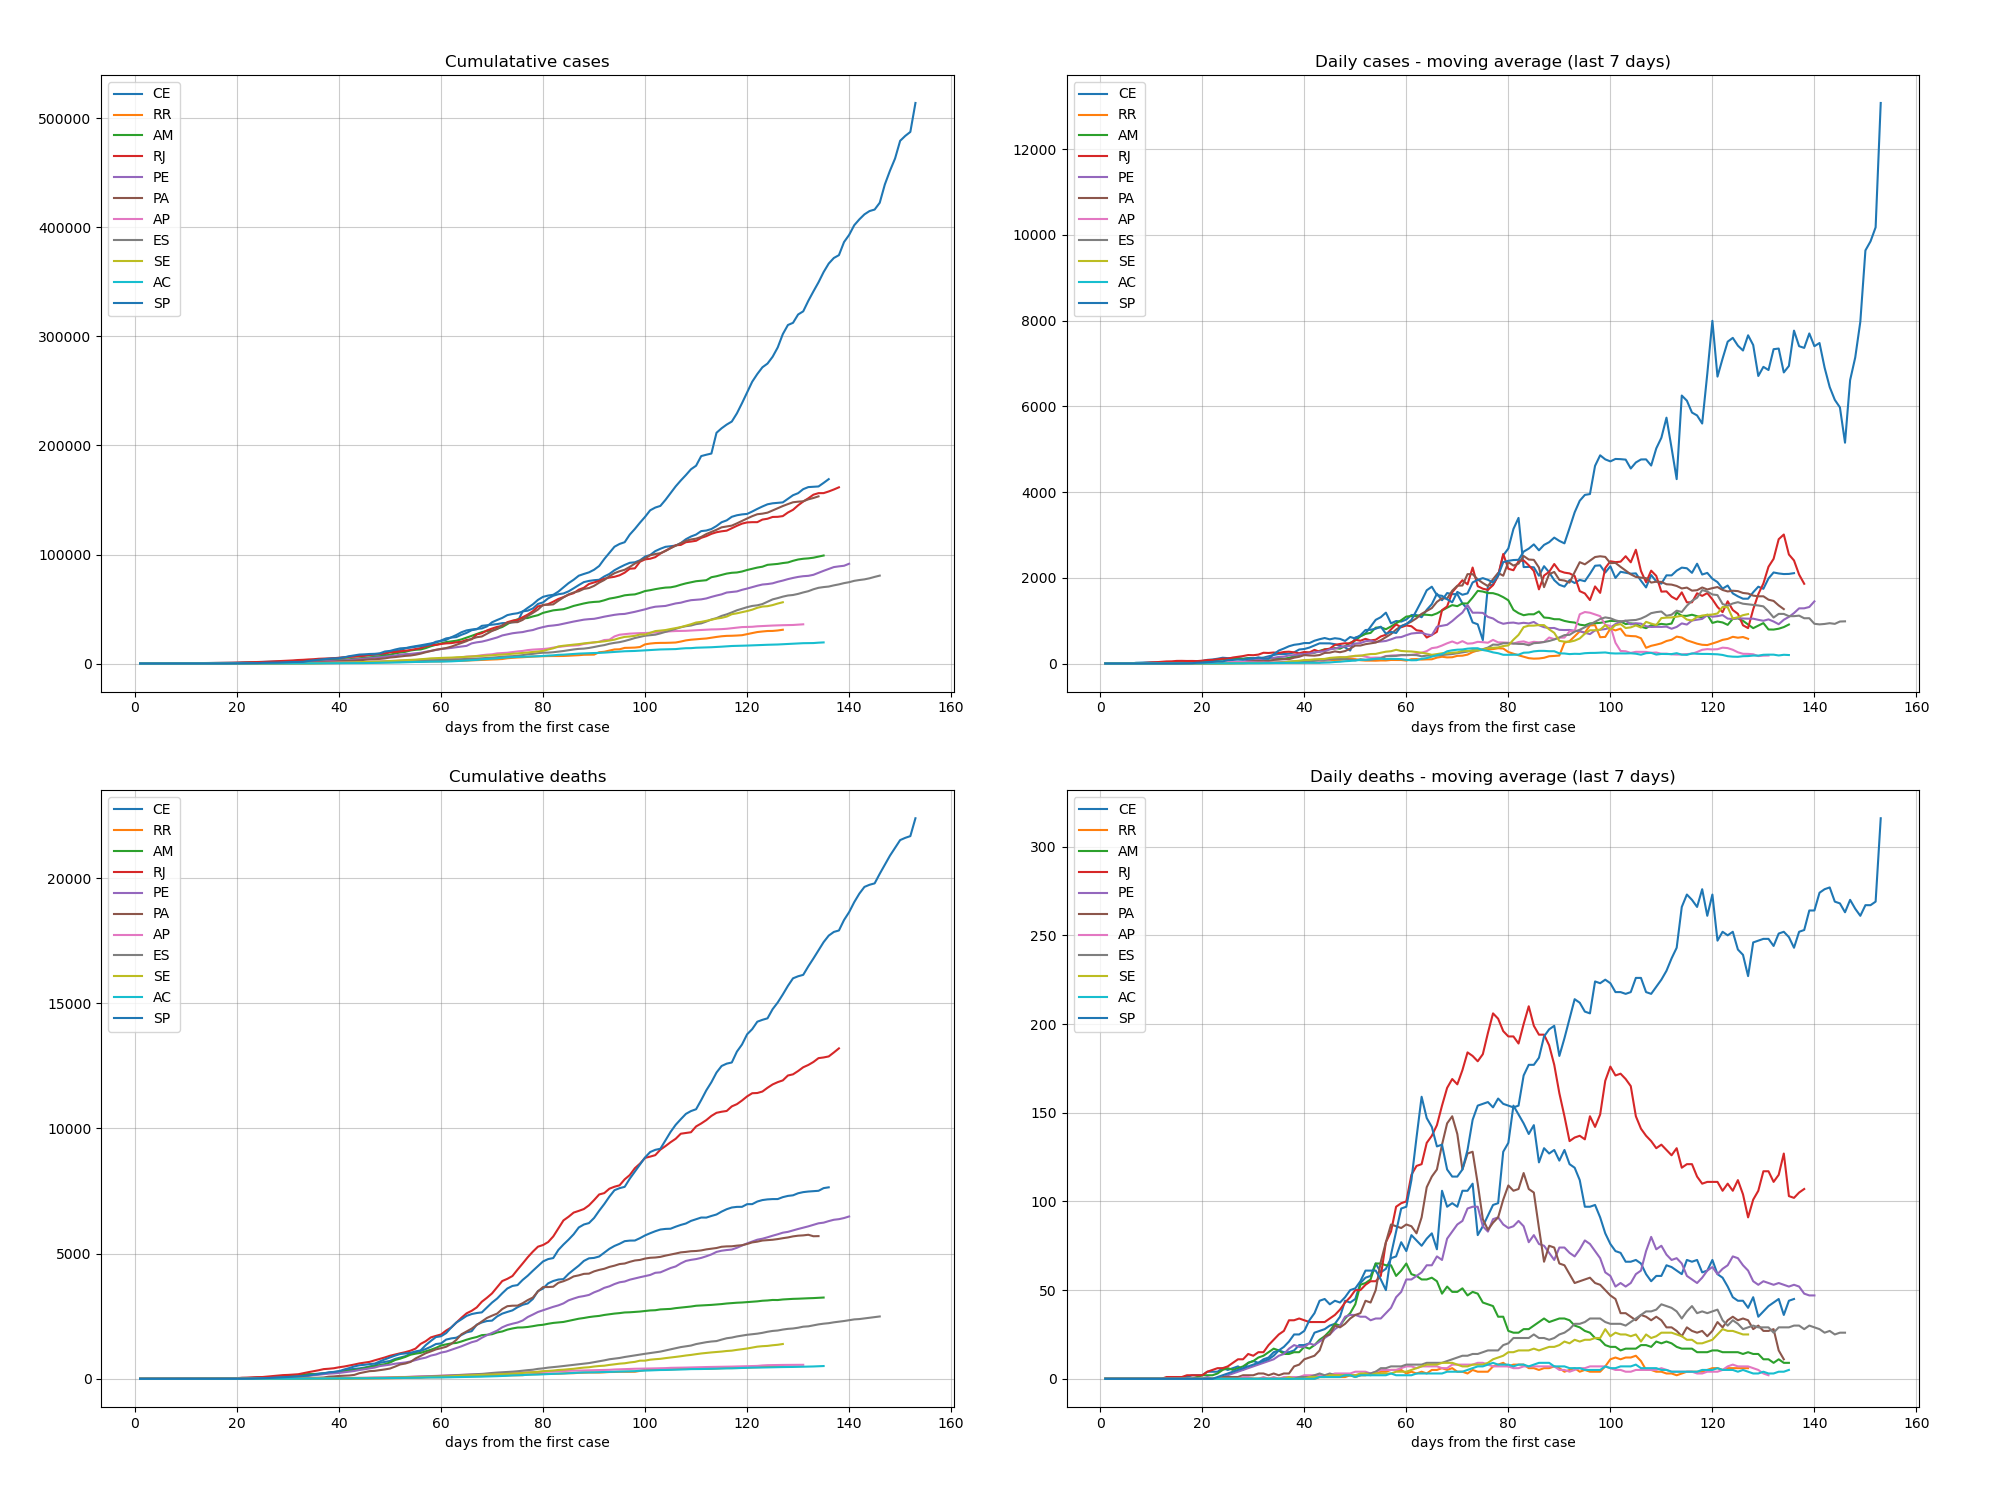 Cumulatative cases
CE
RR
AM
RJ
PE
PA
AP
ES
SE
AC
SP
500000
400000
300000
200000
100000
0
0 20 40 60 80 100 120 140 160
days from the first case
Daily cases - moving average (last 7 days)
CE
RR
AM
RJ
PE
PA
AP
ES
SE
AC
SP
12000
10000
8000
6000
4000
2000
0
0 20 40 60 80 100 120 140 160
days from the first case
Cumulative deaths
CE
RR
AM
RJ
PE
PA
AP
ES
SE
AC
SP
20000
15000
10000
5000
0
0 20 40 60 80 100 120 140 160
days from the first case
Daily deaths - moving average (last 7 days)
CE
RR
AM
RJ
PE
PA
AP
ES
SE
AC
SP
300
250
200
150
100
50
0
0 20 40 60 80 100 120 140 160
days from the first case